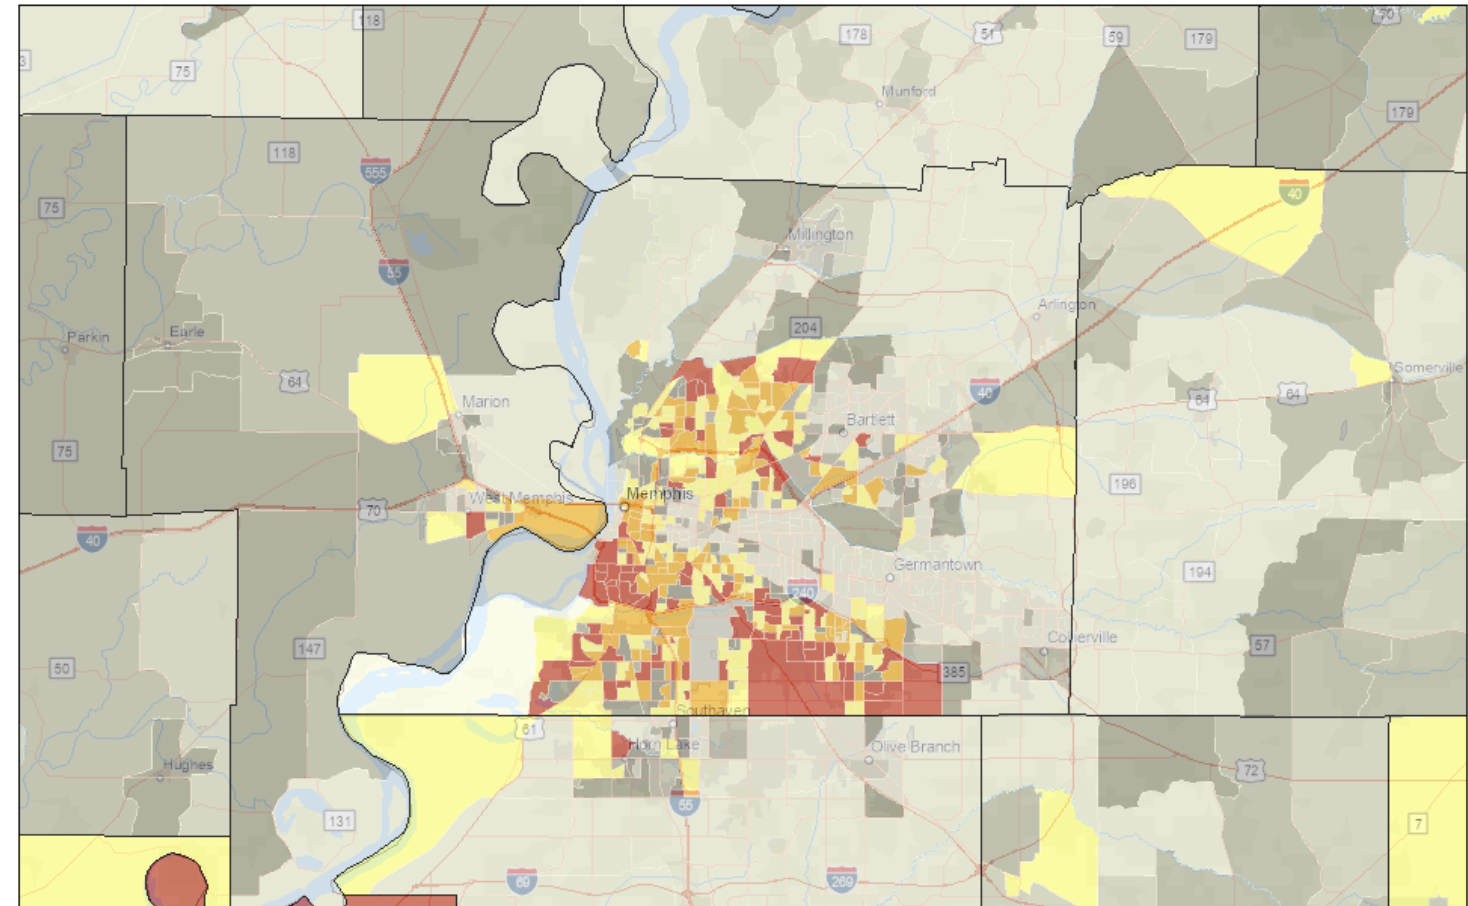 118
178
51
59
179
70
3
75
Munford
179
118
555
75
40
Millington
55
Arlington
204
Parkin
Earle
Somerville
64
40
64
64
Marion
Bartlett
75
196
West Memphis
Memphis
70
40
Germantown
194
240
Collierville
147
57
50
385
Southaven
61
Horn Lake
Olive Branch
Hughes
72
55
131
7
69
269